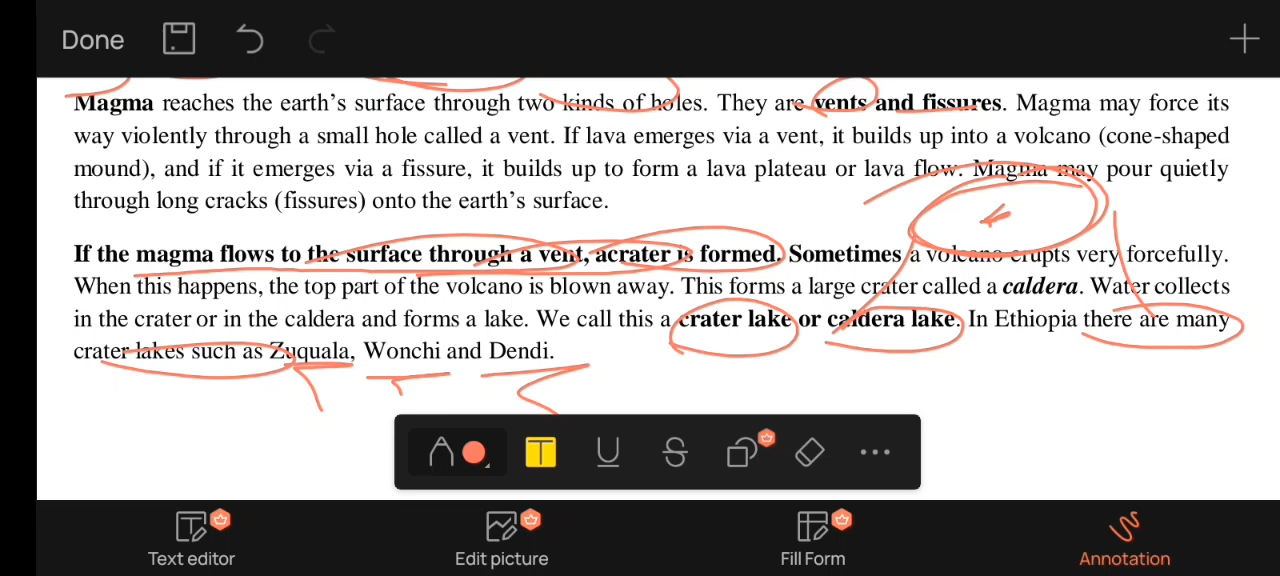 Done
Magma reaches the earth's surface through two kinds of holes. They are vents and fissures. Magma may force its
way violently through a small hole called a vent. If lava emerges via a vent, it builds up into a volcano (cone-shaped
mound), and if it emerges via a fissure, it builds up to form a lava plateau or lava flow. Magma may pour quietly
through long cracks (fissures) onto the earth's surface.
If the magma flows to the surface through a vent, acrater is formed. Sometimes a volcano erupts very forcefully.
When this happens, the top part of the volcano is blown away. This forms a large crater called a caldera. Water collects
in the crater or in the caldera and forms a lake. We call this a crater lake or caldera lake. In Ethiopia there are many
crater lakes such as Zuquala, Wonchi and Dendi.
Text editor
Edit picture
Fill Form
Annotation